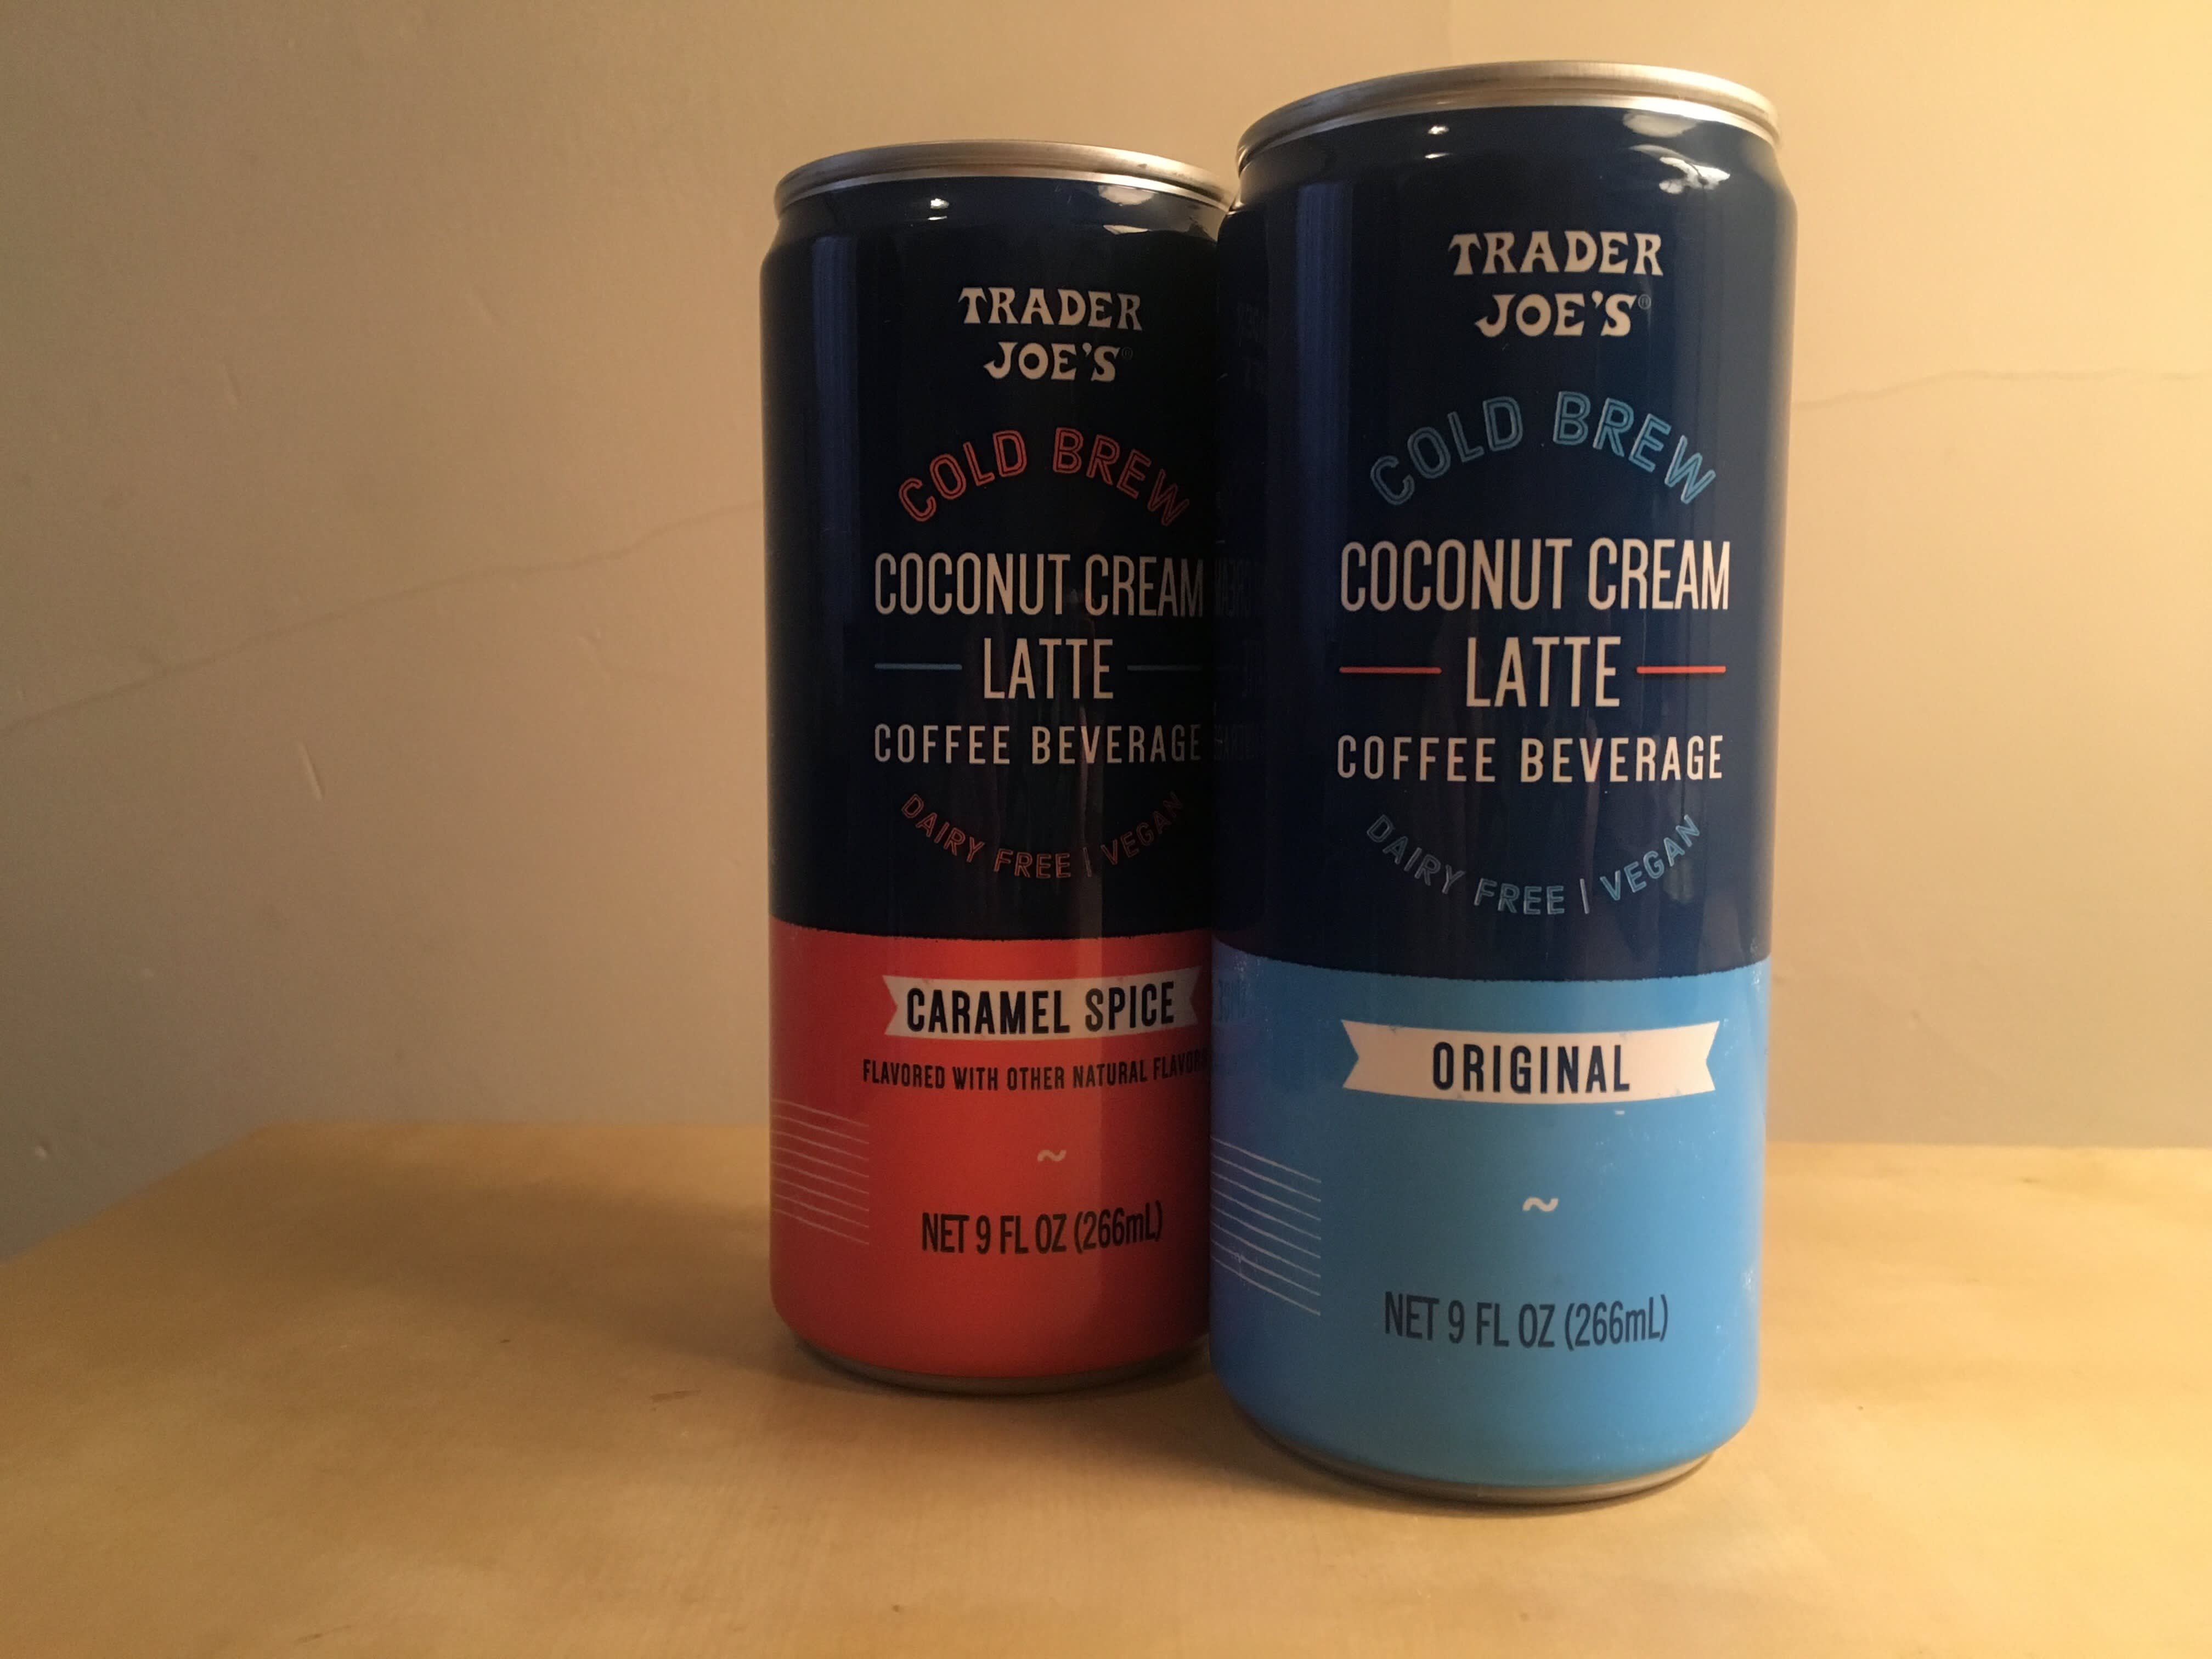 TRADER
JOE'S
COLD BREW
COCONUT CREAM
LATTE
COFFEE BEVERAGE
DAIRY FREE | VEGAN
CARAMEL SPICE
FLAVORED WITH OTHER NATURAL
~
NET 9 FL OZ (266mL)
TRADER
JOE'S®
COLD BREW
COCONUT CREAM
LATTE
COFFEE BEVERAGE
DAIRY FREE | VEGAN
ORIGINAL
~
NET 9 FL OZ (266mL)